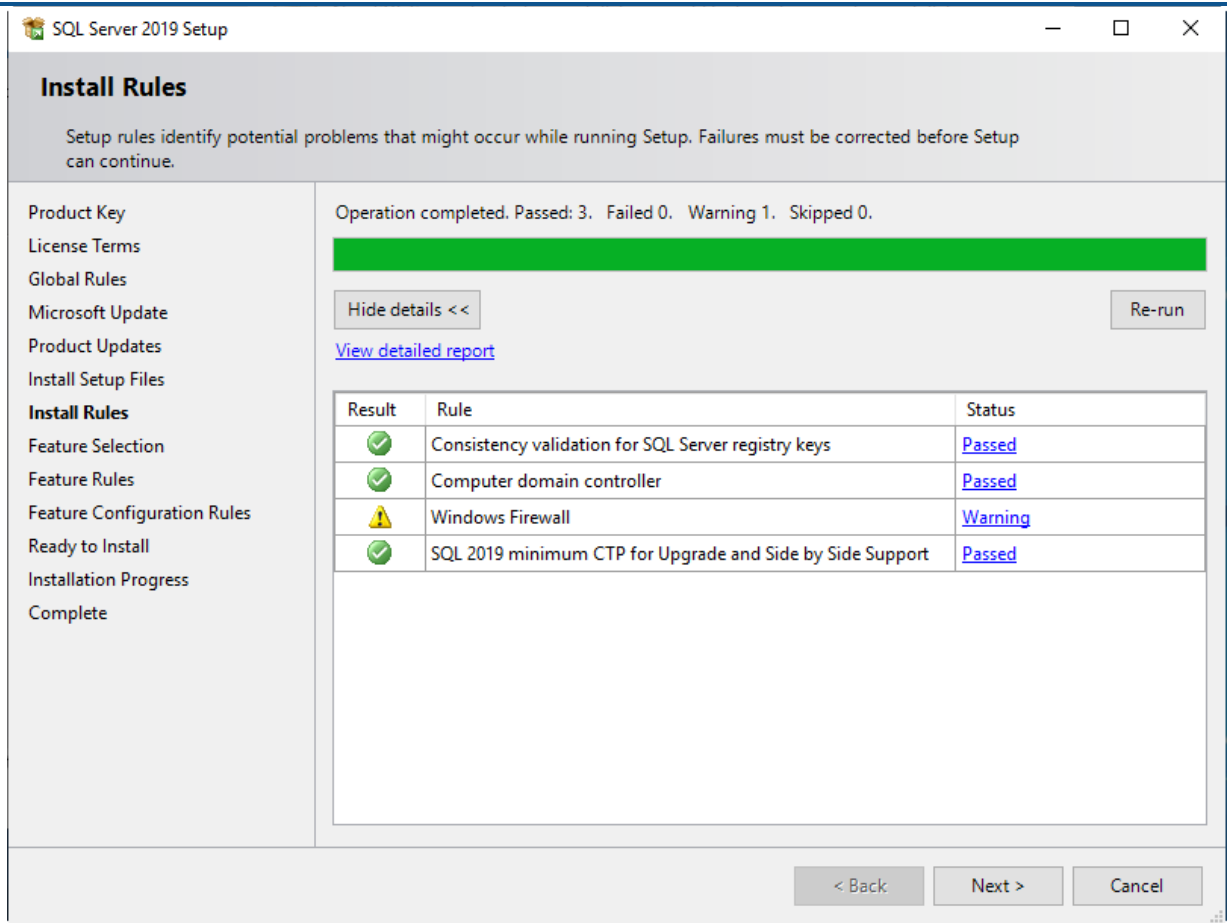 SQL Server 2019 Setup
Install Rules
Setup rules identify potential problems that might occur while running Setup. Failures must be corrected before Setup
can continue.
Product Key
License Terms
Global Rules
Microsoft Update
Product Updates
Install Setup Files
Install Rules
Feature Selection
Feature Rules
Feature Configuration Rules
Ready to Install
Installation Progress
Complete
Operation completed. Passed: 3. Failed 0. Warning 1. Skipped 0.
Hide details <<
Re-run
View detailed report
Result Rule Status
Consistency validation for SQL Server registry keys Passed
Computer domain controller Passed
Windows Firewall Warning
SQL 2019 minimum CTP for Upgrade and Side by Side Support Passed
< Back Next > Cancel